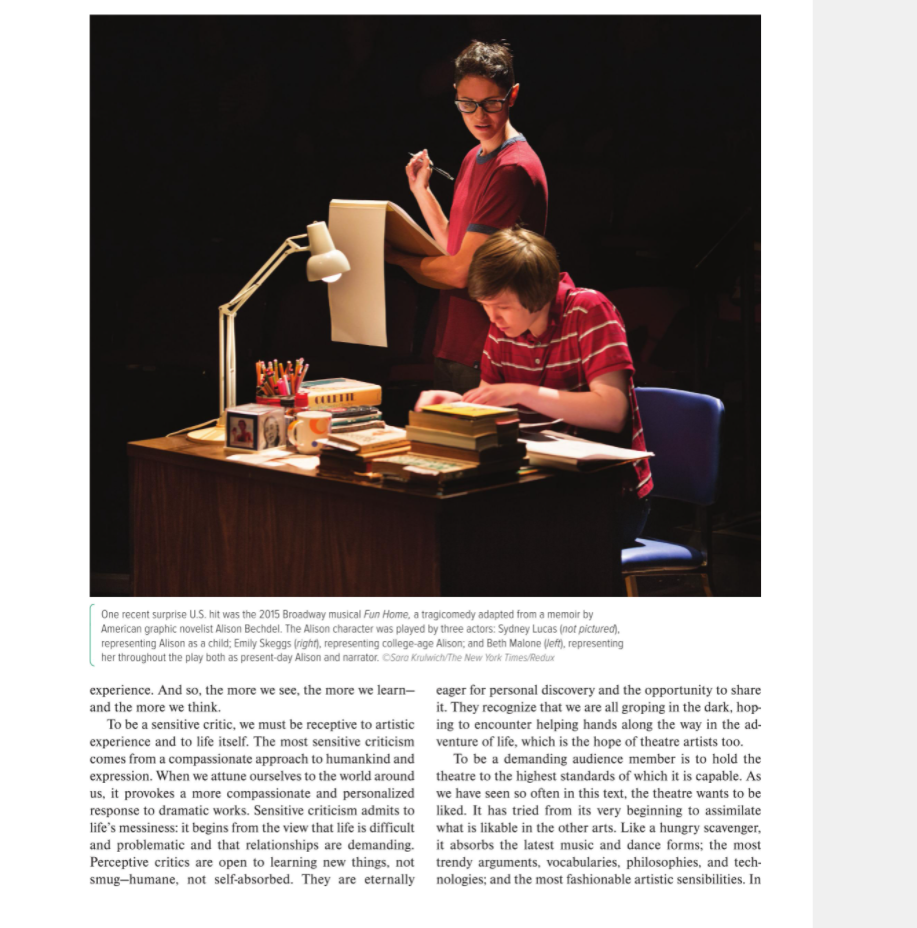 COLETTE
One recent surprise U.S. hit was the 2015 Broadway musical Fun Home, a tragicomedy adapted from a memoir by
American graphic novelist Alison Bechdel. The Alison character was played by three actors: Sydney Lucas (not pictured),
representing Alison as a child; Emily Skeggs (right), representing college-age Alison; and Beth Malone (left), representing
her throughout the play both as present-day Alison and narrator. ©Sara Krulwich/The New York Times/Redux
experience. And so, the more we see, the more we learn—
and the more we think.
To be a sensitive critic, we must be receptive to artistic
experience and to life itself. The most sensitive criticism
comes from a compassionate approach to humankind and
expression. When we attune ourselves to the world around
us, it provokes a more compassionate and personalized
response to dramatic works. Sensitive criticism admits to
life's messiness: it begins from the view that life is difficult
and problematic and that relationships are demanding.
Perceptive critics are open to learning new things, not
smug—humane, not self-absorbed. They are eternally
eager for personal discovery and the opportunity to share
it. They recognize that we are all groping in the dark, hop-
ing to encounter helping hands along the way in the ad-
venture of life, which is the hope of theatre artists too.
To be a demanding audience member is to hold the
theatre to the highest standards of which it is capable. As
we have seen so often in this text, the theatre wants to be
liked. It has tried from its very beginning to assimilate
what is likable in the other arts. Like a hungry scavenger,
it absorbs the latest music and dance forms; the most
trendy arguments, vocabularies, philosophies, and tech-
nologies; and the most fashionable artistic sensibilities. In